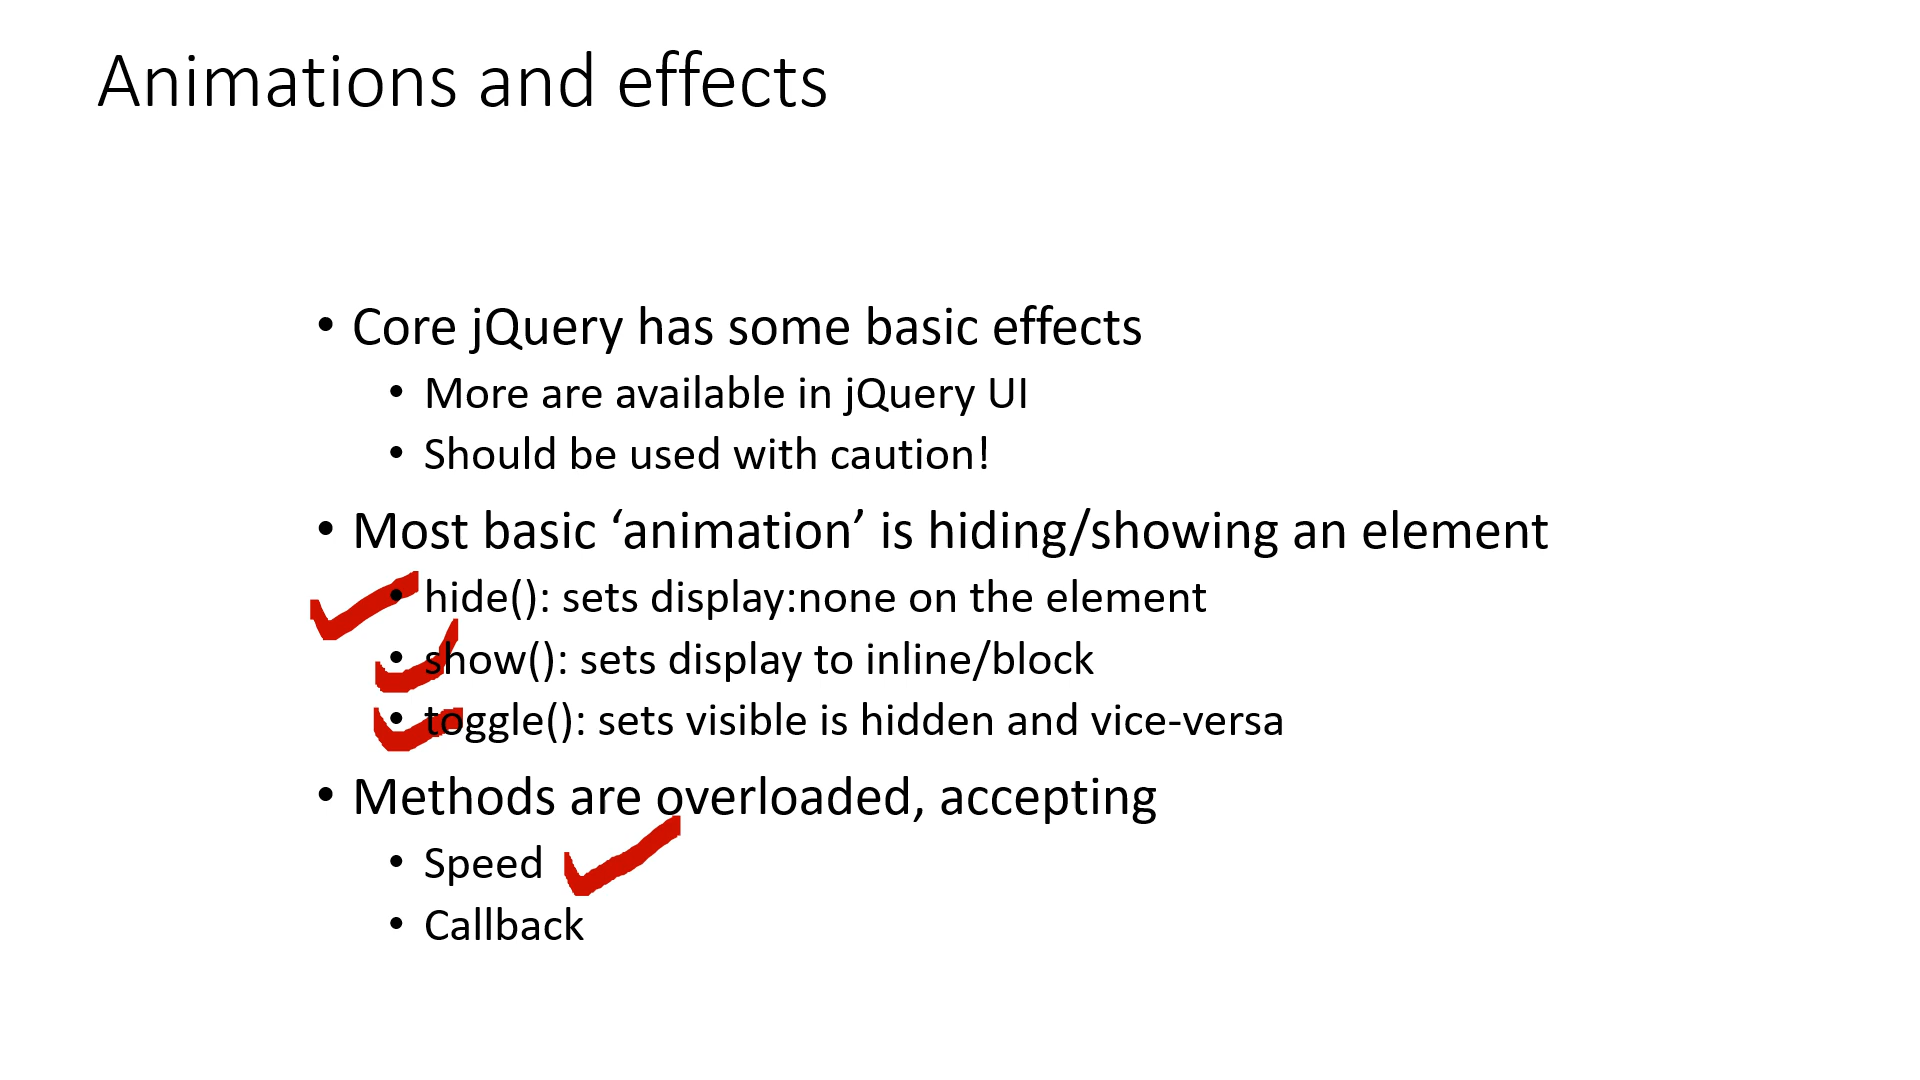 Animations and effects
• Core jQuery has some basic effects
• More are available in jQuery UI
• Should be used with caution!
• Most basic ‘animation’ is hiding/showing an element
• hide(): sets display:none on the element
• show(): sets display to inline/block
• toggle(): sets visible is hidden and vice-versa
• Methods are overloaded, accepting
• Speed
• Callback